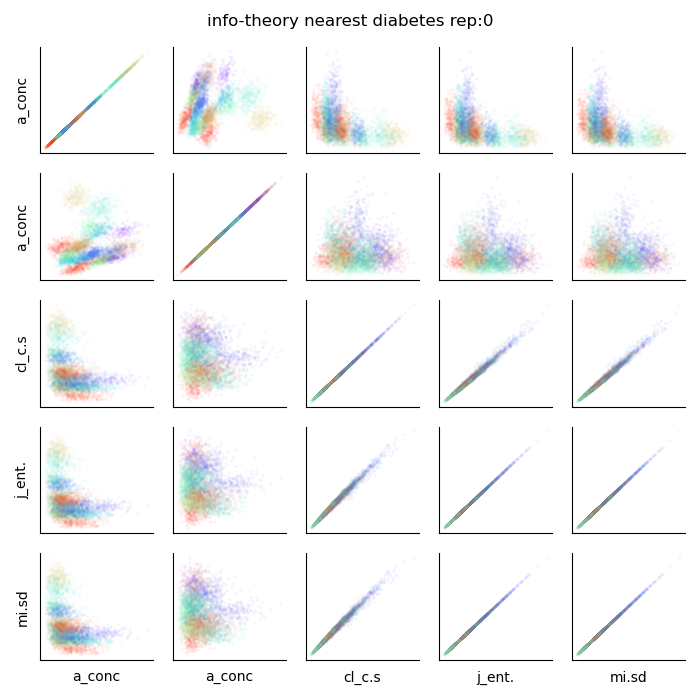 info-theory nearest diabetes rep:0
a_conc
a_conc
cl_c.s
j_ent.
mi.sd
a_conc
a_conc
cl_c.s
j_ent.
mi.sd